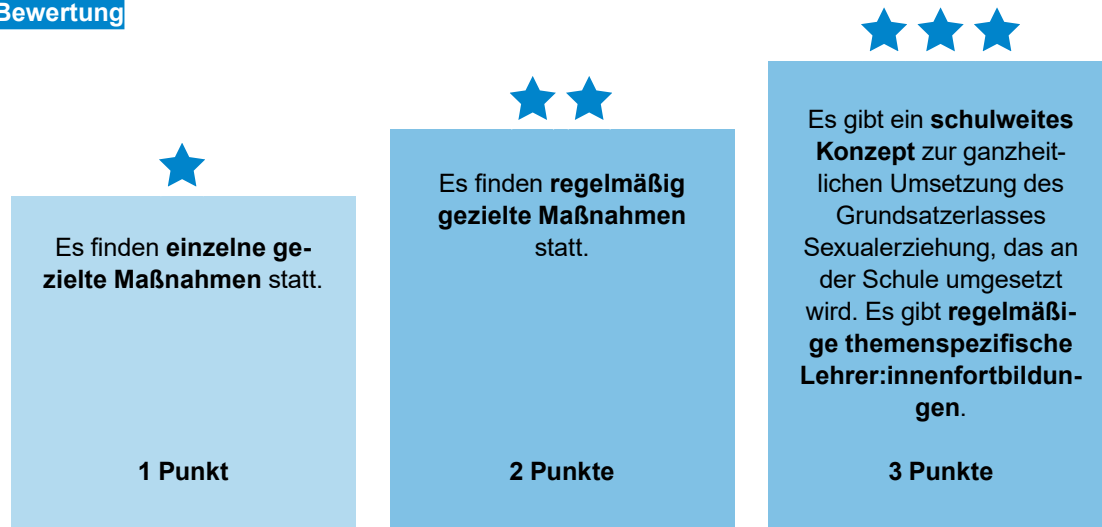 Bewertung
Es finden einzelne ge-
zielte Maßnahmen statt.
1 Punkt
Es finden regelmäßig
gezielte Maßnahmen
statt.
2 Punkte
Es gibt ein schulweites
Konzept zur ganzheit-
lichen Umsetzung des
Grundsatzerlasses
Sexualerziehung, das an
der Schule umgesetzt
wird. Es gibt regelmäßi-
ge themenspezifische
Lehrer:innenfortbildun-
gen.
3 Punkte